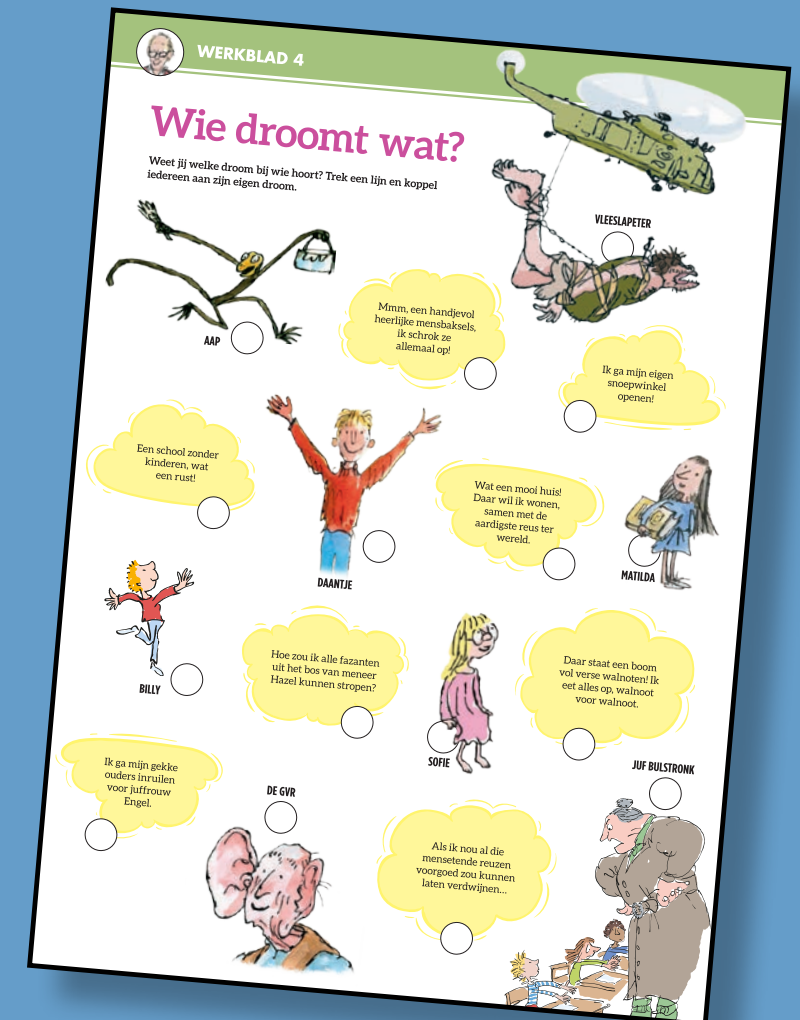 WERKBLAD 4
Wie droomt wat?
Weet jij welke droom bij wie hoort? Trek een lijn en koppel
iedereen aan zijn eigen droom.
VLEESLAPETER
AAP
Mmm, een handjevol
heerlijke mensbaksels,
ik schrok ze
allemaal op!
Ik ga mijn eigen
snoepwinkel
openen!
Een school zonder
kinderen, wat
een rust!
DAANTJE
Wat een mooi huis!
Daar wil ik wonen,
samen met de
aardigste reus ter
wereld.
MATILDA
BILLY
Hoe zou ik alle fazanten
uit het bos van meneer
Hazel kunnen stropen?
SOFIE
Daar staat een boom
vol verse walnoten! Ik
eet alles op, walnoot
voor walnoot.
Ik ga mijn gekke
ouders inruilen
voor juffrouw
Engel.
DE GVR
Als ik nou al die
mensetende reuzen
voorgoed zou kunnen
laten verdwijnen...
JUF BULSTRONK